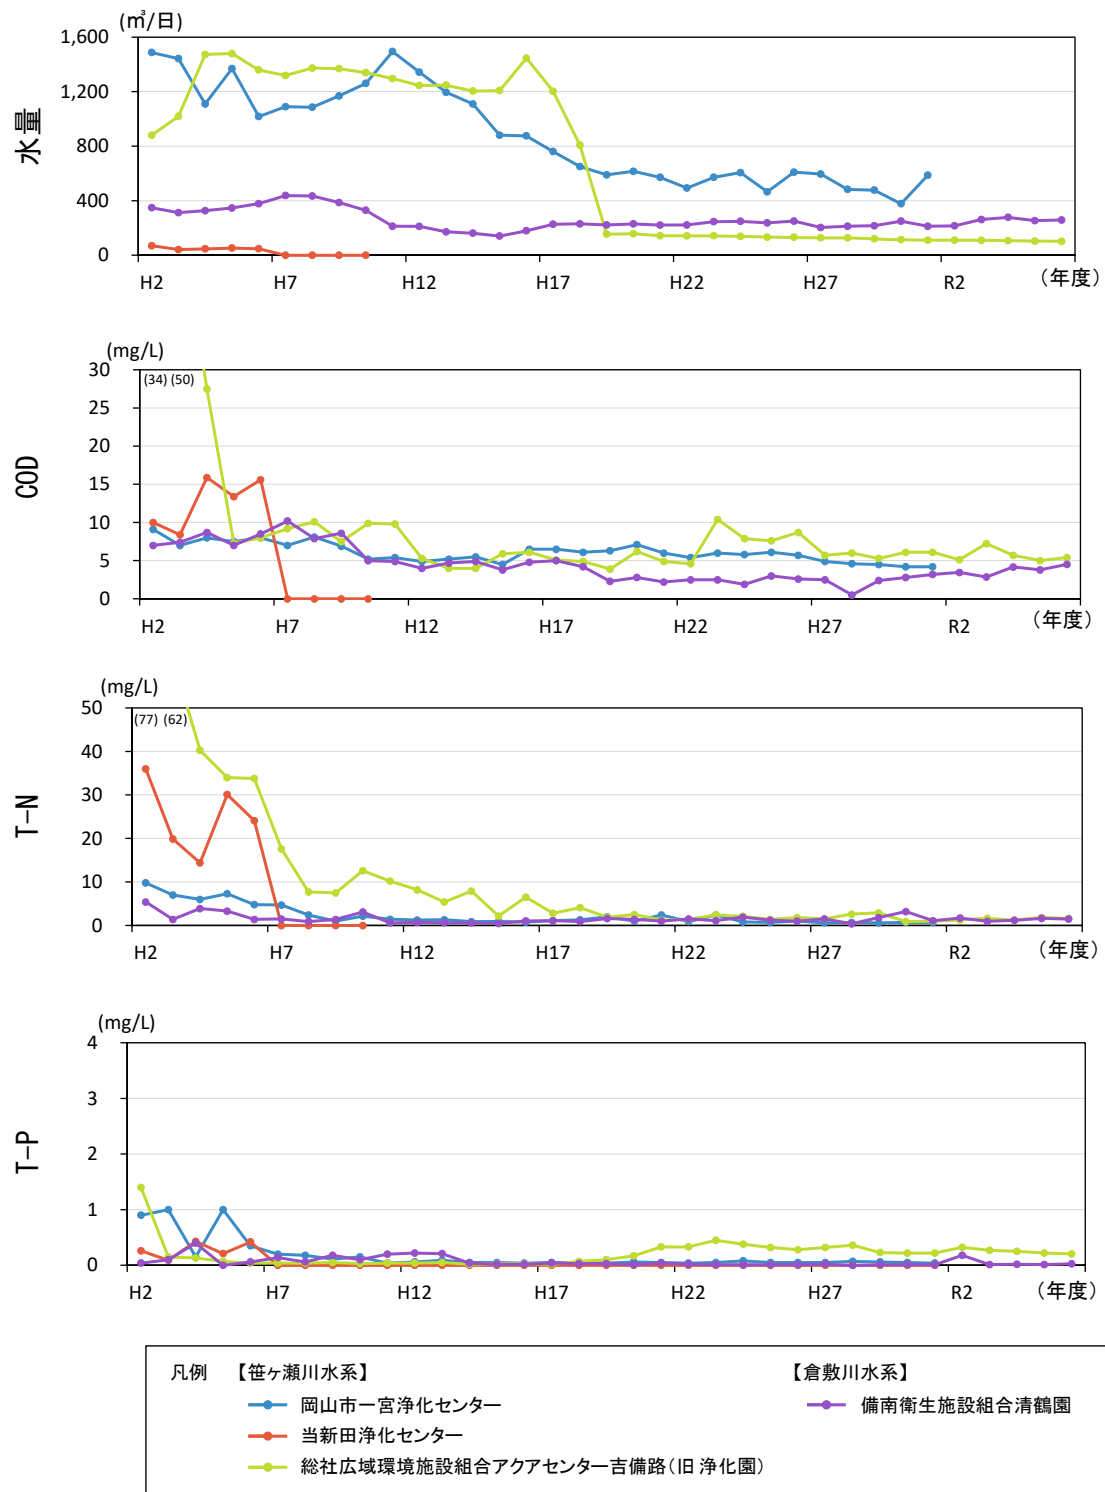 (㎥/日)
水量
1,600
1,200
800
400
0
H2 H7 H12 H17 H22 H27 R2 （年度）
(mg/L)
COD
30
(34) (50)
25
20
15
10
5
0
H2 H7 H12 H17 H22 H27 R2 （年度）
(mg/L)
T-N
50
(77) (62)
40
30
20
10
0
H2 H7 H12 H17 H22 H27 R2 （年度）
(mg/L)
T-P
4
3
2
1
0
H2 H7 H12 H17 H22 H27 R2 （年度）
凡例 【笹ヶ瀬川水系】 【倉敷川水系】
岡山市一宮浄化センター 備南衛生施設組合清鶴園
当新田浄化センター
総社広域環境施設組合アクアセンター吉備路（旧 浄化園）